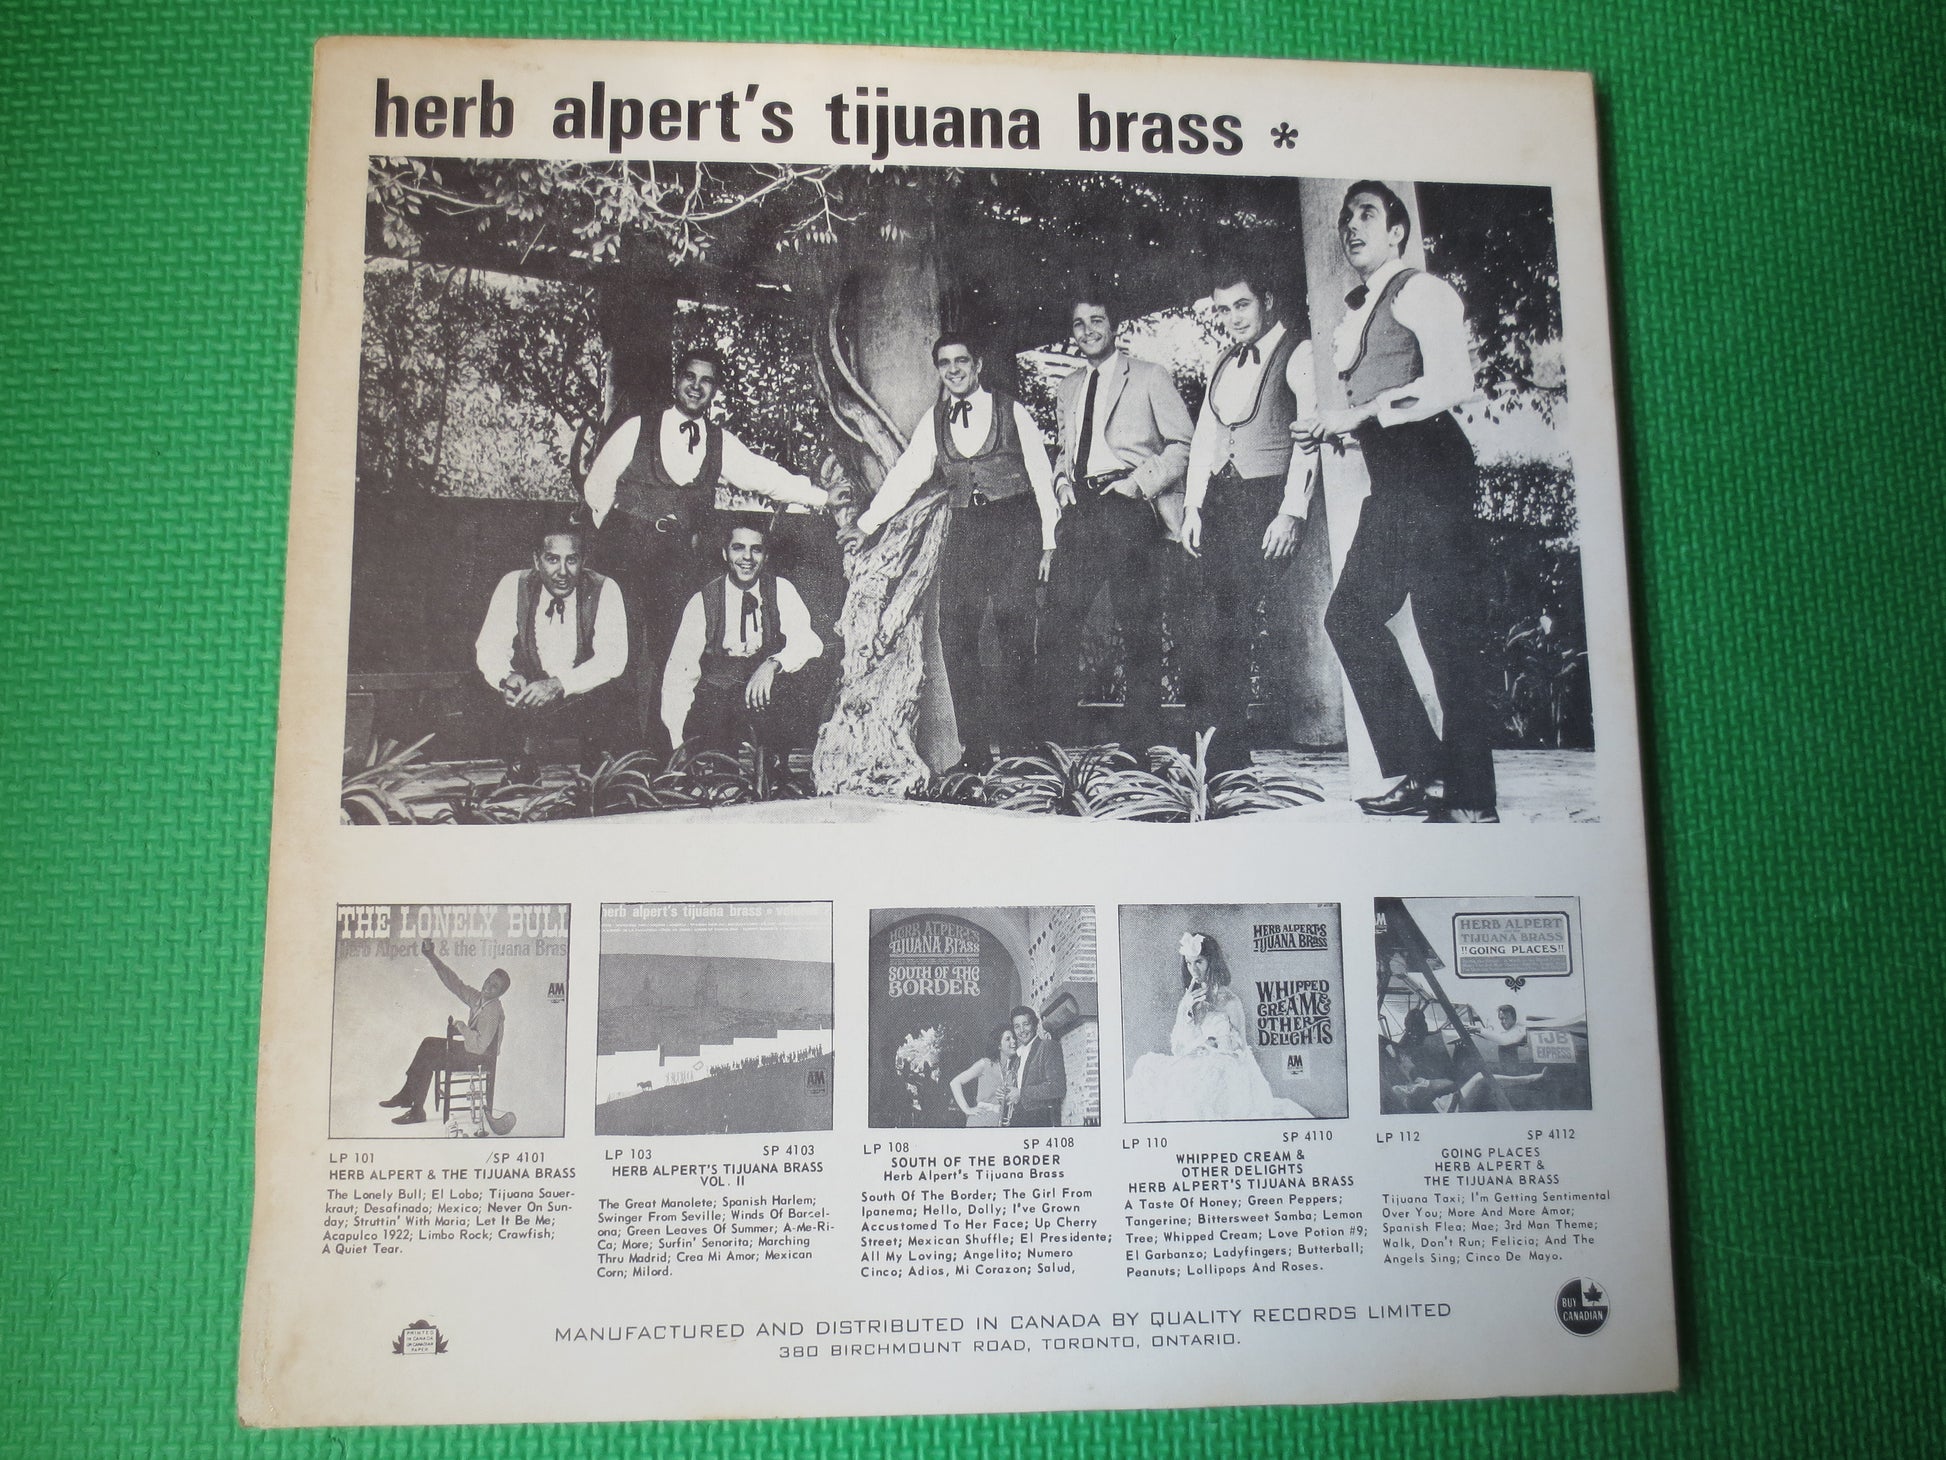 herb alpert's tijuana brass *
THE LONELY BULL
Herb Alpert & the Tijuana Brass
AM
herb alpert's tijuana brass
AM
HERB ALPERT'S
TIJUANA BRASS
SOUTH OF THE
BORDER
HERB ALPERT'S
TIJUANA BRASS
WHIPPED
CREAM &
OTHER
DELIGHTS
AM
HERB ALPERT
TIJUANA BRASS
!!GOING PLACES!!
TJB
EXPRESS
LP 101 /SP 4101
HERB ALPERT & THE TIJUANA BRASS
The Lonely Bull; El Lobo; Tijuana Sauer-
kraut; Desafinado; Mexico; Never On Sun-
day; Struttin' With Maria; Let It Be Me;
Acapulco 1922; Limbo Rock; Crawfish;
A Quiet Tear.
LP 103 SP 4103
HERB ALPERT'S TIJUANA BRASS
VOL. II
The Great Manolete; Spanish Harlem;
Swinger From Seville; Winds Of Barcel-
ona; Green Leaves Of Summer; A-Me-Ri-
Ca; More; Surfin' Senorita; Marching
Thru Madrid; Crea Mi Amor; Mexican
Corn; Milord.
LP 108 SP 4108
SOUTH OF THE BORDER
Herb Alpert's Tijuana Brass
South Of The Border; The Girl From
Ipanema; Hello, Dolly; I've Grown
Accustomed To Her Face; Up Cherry
Street; Mexican Shuffle; El Presidente;
All My Loving; Angelito; Numero
Cinco; Adios, Mi Corazon; Salud,
LP 110 SP 4110
WHIPPED CREAM &
OTHER DELIGHTS
HERB ALPERT'S TIJUANA BRASS
A Taste Of Honey; Green Peppers;
Tangerine; Bittersweet Samba; Lemon
Tree; Whipped Cream; Love Potion #9;
El Garbanzo; Ladyfingers; Butterball;
Peanuts; Lollipops And Roses.
LP 112 SP 4112
GOING PLACES
HERB ALPERT &
THE TIJUANA BRASS
Tijuana Taxi; I'm Getting Sentimental
Over You; More And More Amor;
Spanish Flea; Mae; 3rd Man Theme;
Walk, Don't Run; Felicia; And The
Angels Sing; Cinco De Mayo.
PRINTED
IN CANADA
ON CANADIAN
PAPER
MANUFACTURED AND DISTRIBUTED IN CANADA BY QUALITY RECORDS LIMITED
380 BIRCHMOUNT ROAD, TORONTO, ONTARIO.
BUY
CANADIAN